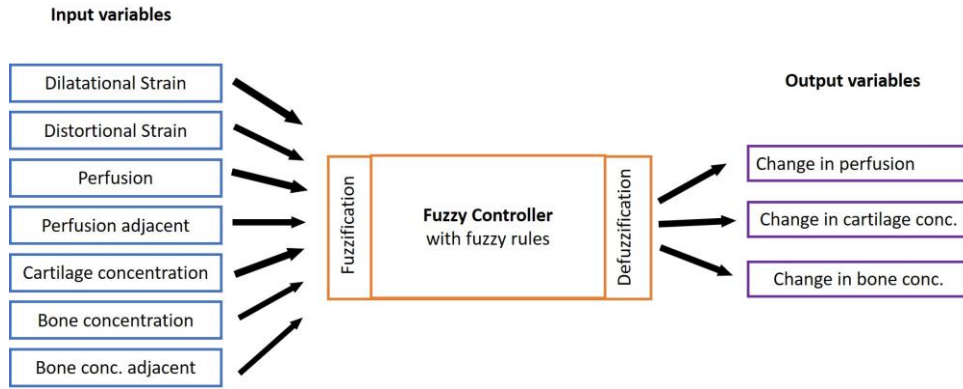 Input variables
Dilatational Strain
Distortional Strain
Perfusion
Perfusion adjacent
Cartilage concentration
Bone concentration
Bone conc. adjacent
Fuzzification
Fuzzy Controller
with fuzzy rules
Defuzzification
Output variables
Change in perfusion
Change in cartilage conc.
Change in bone conc.